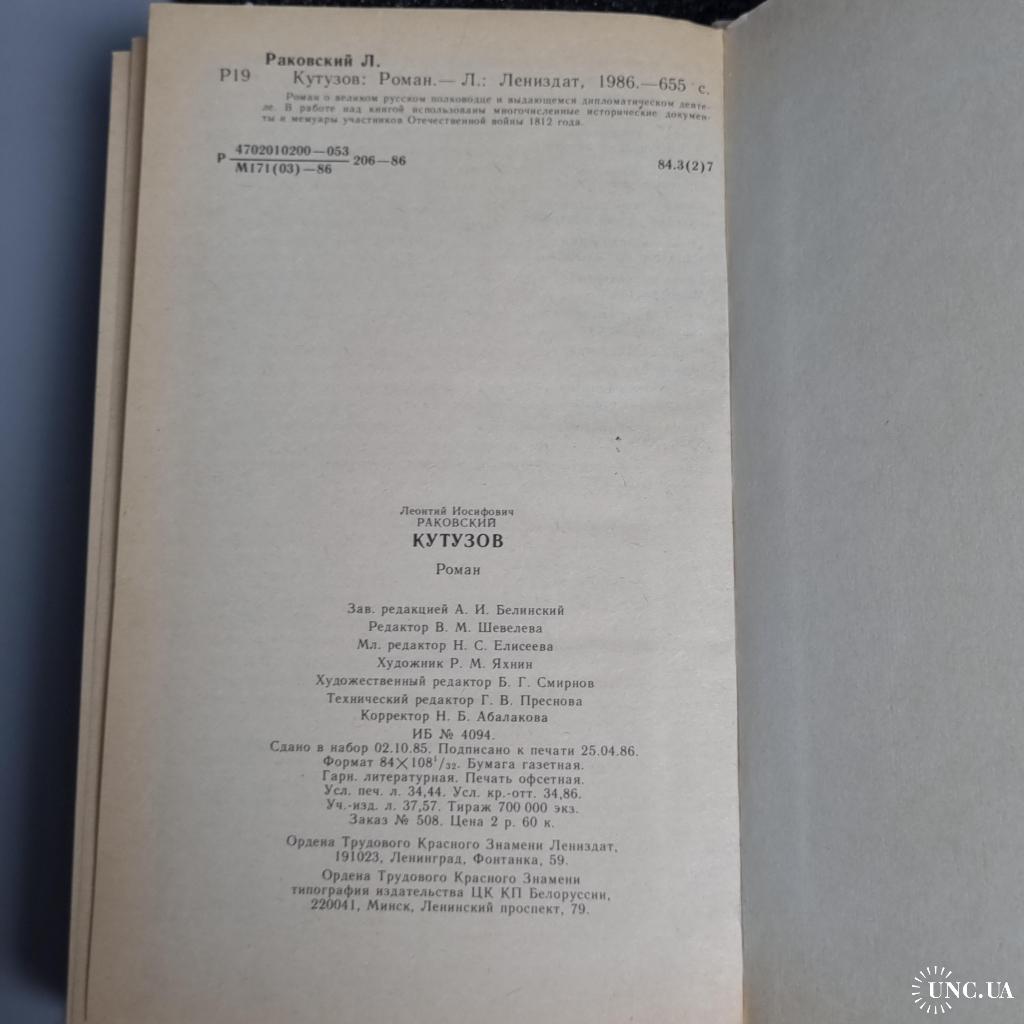 Раковский Л.
Р19 Кутузов: Роман.— Л.: Лениздат, 1986.—655 с.
Роман о великом русском полководце и выдающемся дипломатическом деяте-
ле. В работе над книгой использованы многочисленные исторические докумен-
ты и мемуары участников Отечественной войны 1812 года.
Р 4702010200—053 206—86 84.3(2)7
М171(03)—86
Леонтий Иосифович
РАКОВСКИЙ
КУТУЗОВ
Роман
Зав. редакцией А. И. Белинский
Редактор В. М. Шевелева
Мл. редактор Н. С. Елисеева
Художник Р. М. Яхнин
Художественный редактор Б. Г. Смирнов
Технический редактор Г. В. Преснова
Корректор Н. Б. Абалакова
ИБ № 4094.
Сдано в набор 02.10.85. Подписано к печати 25.04.86.
Формат 84×108¹/₃₂. Бумага газетная.
Гарн. литературная. Печать офсетная.
Усл. печ. л. 34,44. Усл. кр.-отт. 34,86.
Уч.-изд. л. 37,57. Тираж 700 000 экз.
Заказ № 508. Цена 2 р. 60 к.
Ордена Трудового Красного Знамени Лениздат,
191023, Ленинград, Фонтанка, 59.
Ордена Трудового Красного Знамени
типография издательства ЦК КП Белоруссии,
220041, Минск, Ленинский проспект, 79.
UNC.UA